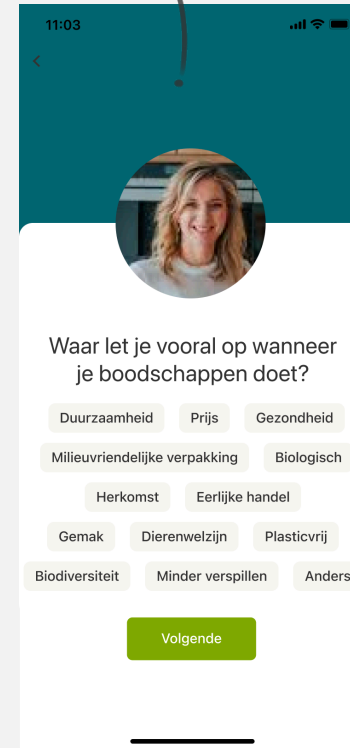 11:03
Waar let je vooral op wanneer
je boodschappen doet?
Duurzaamheid Prijs Gezondheid
Milieuvriendelijke verpakking Biologisch
Herkomst Eerlijke handel
Gemak Dierenwelzijn Plasticvrij
Biodiversiteit Minder verspillen Anders
Volgende